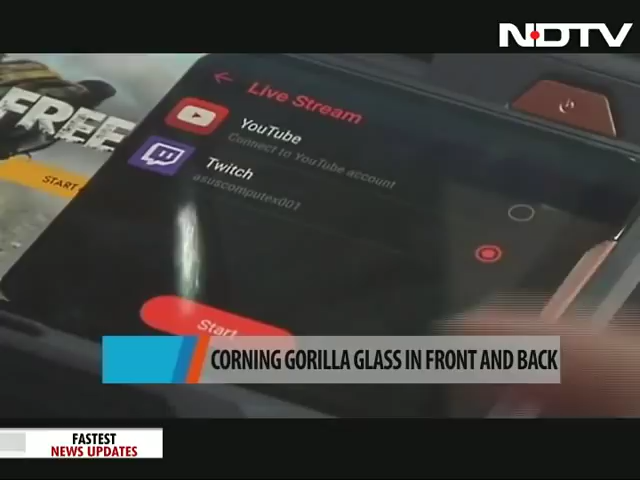 NDTV
Live Stream
YouTube
Connect to YouTube account
Twitch
asuscomputex001
FREE
START
Start
CORNING GORILLA GLASS IN FRONT AND BACK
FASTEST
NEWS UPDATES